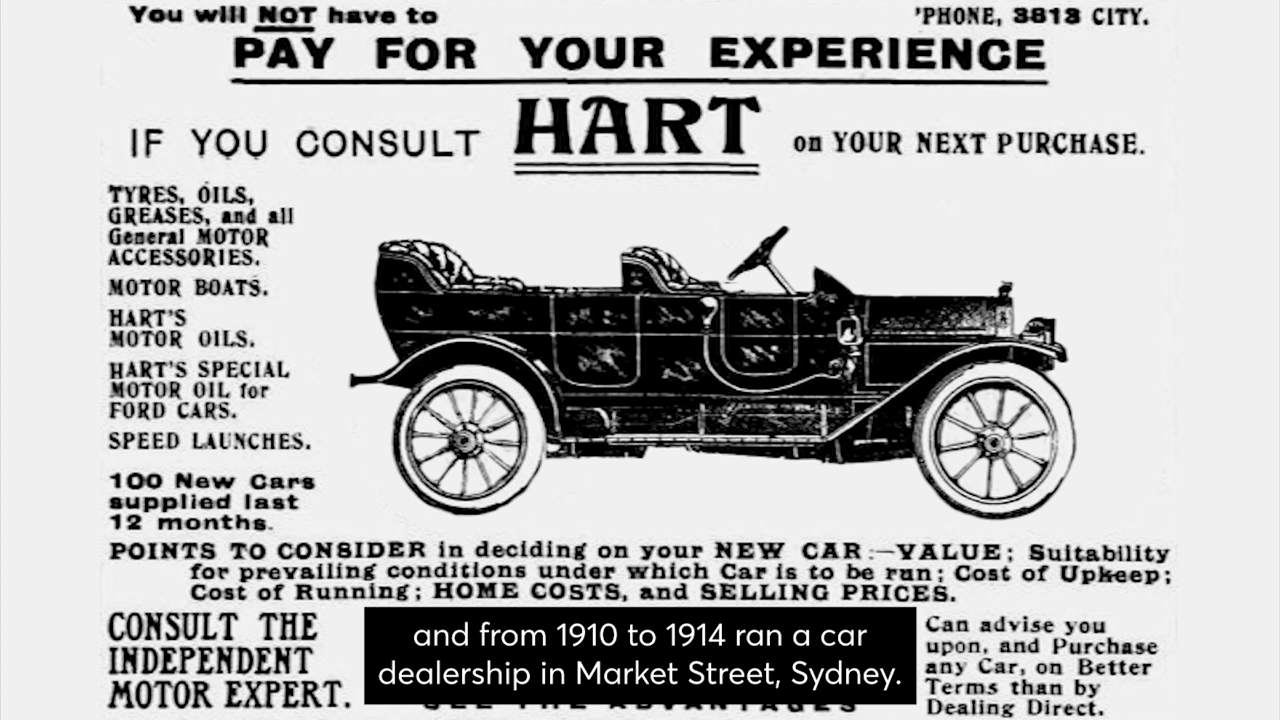 You will NOT have to
'PHONE, 3813 CITY.
PAY FOR YOUR EXPERIENCE
IF YOU CONSULT HART on YOUR NEXT PURCHASE.
TYRES, OILS,
GREASES, and all
General MOTOR
ACCESSORIES.
MOTOR BOATS.
HART'S
MOTOR OILS.
HART'S SPECIAL
MOTOR OIL for
FORD CARS.
SPEED LAUNCHES.
100 New Cars
supplied last
12 months.
POINTS TO CONSIDER in deciding on your NEW CAR:—VALUE; Suitability
for prevailing conditions under which Car is to be run; Cost of Upkeep;
Cost of Running; HOME COSTS, and SELLING PRICES.
CONSULT THE
INDEPENDENT
MOTOR EXPERT.
and from 1910 to 1914 ran a car
dealership in Market Street, Sydney.
SEE THE ADVANTAGES
Can advise you
upon, and Purchase
any Car, on Better
Terms than by
Dealing Direct.